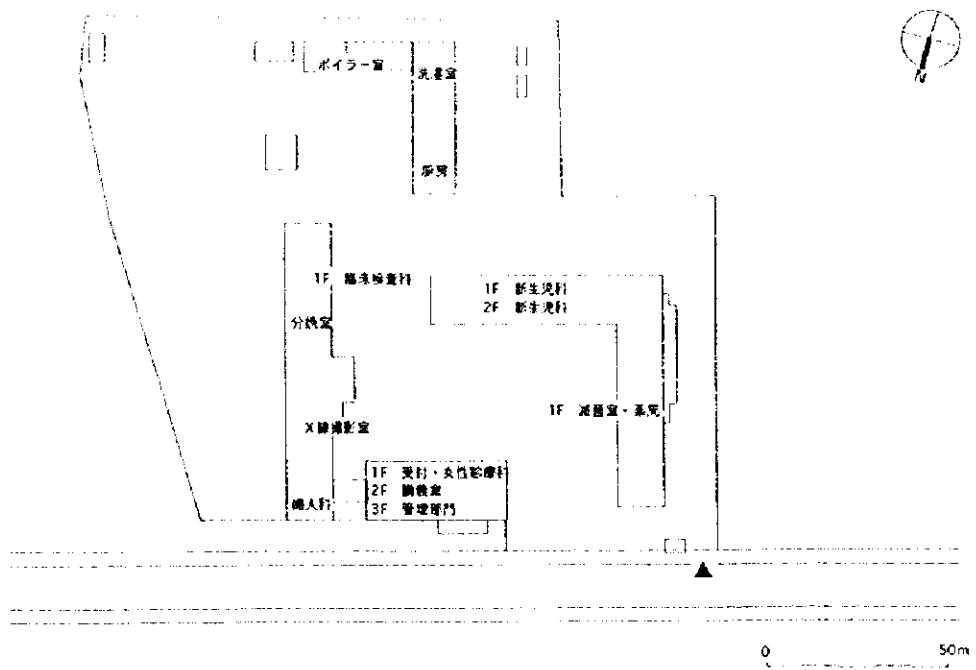 N
ボイラー室
洗濯室
厨房
1F 臨床検査科
1F 新生児科
2F 新生児科
分娩室
1F 滅菌室・薬局
X線撮影室
1F 受付・女性診療科
2F 講義室
3F 管理部門
婦人科
0 50m